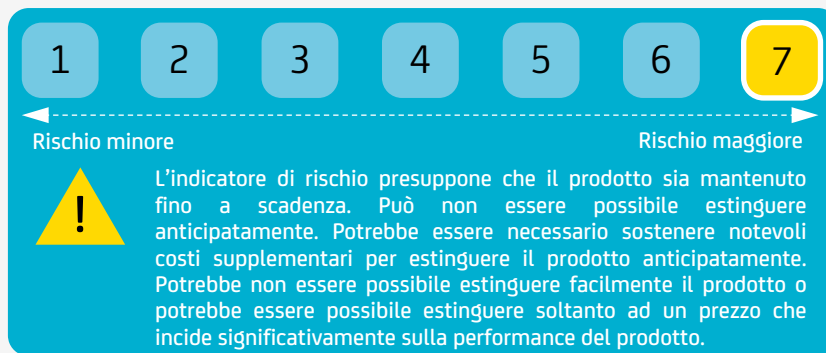 1 2 3 4 5 6 7
Rischio minore Rischio maggiore
!
L'indicatore di rischio presuppone che il prodotto sia mantenuto
fino a scadenza. Può non essere possibile estinguere
anticipatamente. Potrebbe essere necessario sostenere notevoli
costi supplementari per estinguere il prodotto anticipatamente.
Potrebbe non essere possibile estinguere facilmente il prodotto o
potrebbe essere possibile estinguere soltanto ad un prezzo che
incide significativamente sulla performance del prodotto.